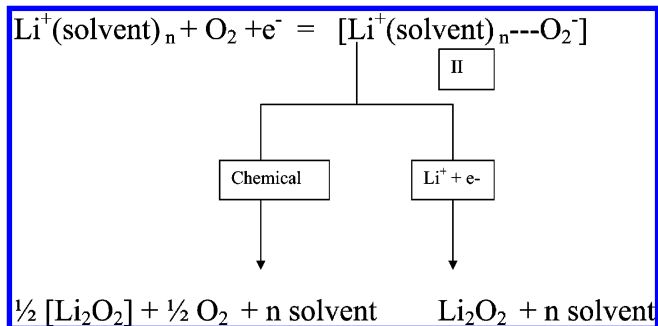 Li⁺(solvent)ₙ + O₂ +e⁻ = [Li⁺(solvent)ₙ---O₂⁻]
II
Chemical
Li⁺ + e-
½ [Li₂O₂] + ½ O₂ + n solvent
Li₂O₂ + n solvent